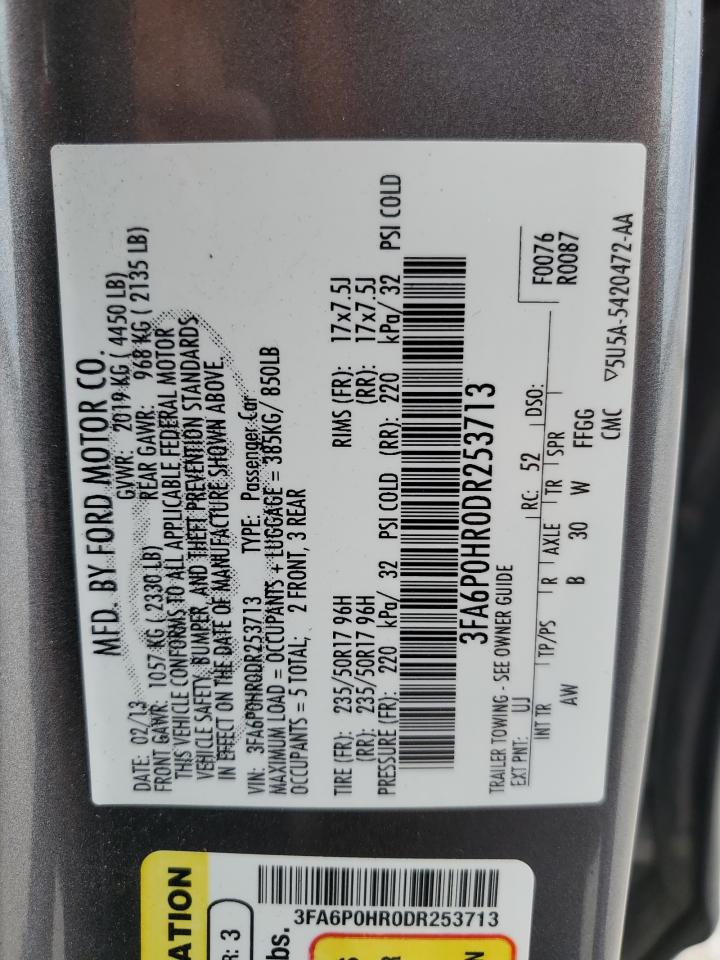 MFD. BY FORD MOTOR CO.
DATE: 02/13 GVWR: 2019 KG ( 4450 LB)
FRONT GAWR: 1057 KG ( 2330 LB) REAR GAWR: 968 KG ( 2135 LB)
THIS VEHICLE CONFORMS TO ALL APPLICABLE FEDERAL MOTOR
VEHICLE SAFETY, BUMPER, AND THEFT PREVENTION STANDARDS
IN EFFECT ON THE DATE OF MANUFACTURE SHOWN ABOVE.
VIN: 3FA6P0HR0DR253713 TYPE: Passenger Car
MAXIMUM LOAD = OCCUPANTS + LUGGAGE = 385KG/ 850LB
OCCUPANTS = 5 TOTAL; 2 FRONT, 3 REAR
TIRE (FR): 235/50R17 96H RIMS (FR): 17x7.5J
(RR): 235/50R17 96H (RR): 17x7.5J
PRESSURE (FR): 220 kPa/ 32 PSI COLD (RR): 220 kPa/ 32 PSI COLD
3FA6P0HR0DR253713
TRAILER TOWING - SEE OWNER GUIDE
EXT PNT: UJ RC: 52 DSO: F0076
R0087
INT TR TP/PS R AXLE TR SPR
AW B 30 W FFGG
CMC ▽5U5A-5420472-AA
ATION
R: 3
lbs.
3FA6P0HR0DR253713